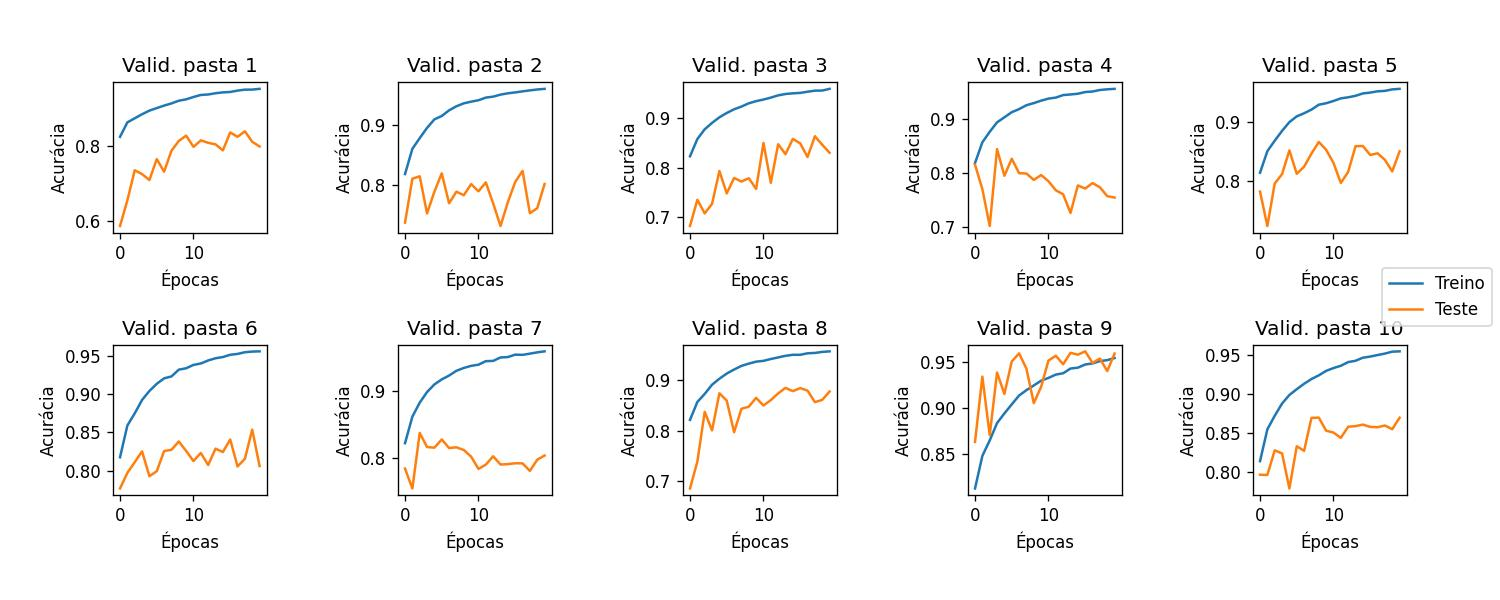 Valid. pasta 1
Acurácia
0.8
0.6
0
10
Épocas
Valid. pasta 2
Acurácia
0.9
0.8
0
10
Épocas
Valid. pasta 3
Acurácia
0.9
0.8
0.7
0
10
Épocas
Valid. pasta 4
Acurácia
0.9
0.8
0.7
0
10
Épocas
Valid. pasta 5
Acurácia
0.9
0.8
0
10
Épocas
Treino
Teste
Valid. pasta 6
Acurácia
0.95
0.90
0.85
0.80
0
10
Épocas
Valid. pasta 7
Acurácia
0.9
0.8
0
10
Épocas
Valid. pasta 8
Acurácia
0.9
0.8
0.7
0
10
Épocas
Valid. pasta 9
Acurácia
0.95
0.90
0.85
0
10
Épocas
Valid. pasta 10
Acurácia
0.95
0.90
0.85
0.80
0
10
Épocas